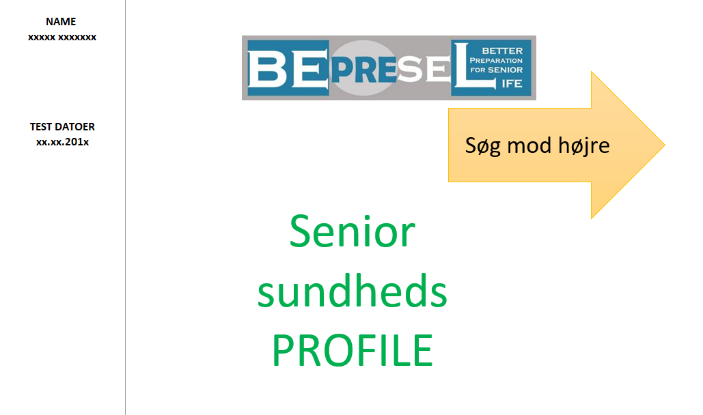 NAME
xxxxx xxxxxxx
TEST DATOER
xx.xx.201x
BEPRESEL
BETTER
PREPARATION
FOR SENIOR
IFE
Søg mod højre
Senior
sundheds
PROFILE